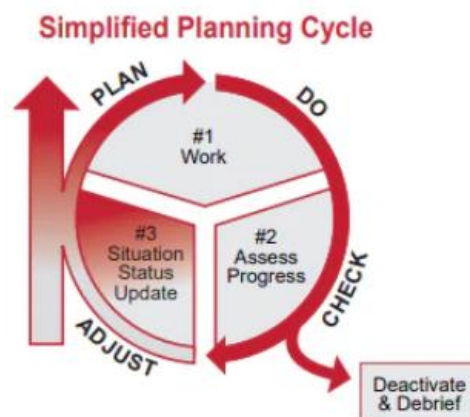 Simplified Planning Cycle
PLAN
DO
#1
Work
#3
Situation
Status
Update
#2
Assess
Progress
CHECK
ADJUST
Deactivate
& Debrief